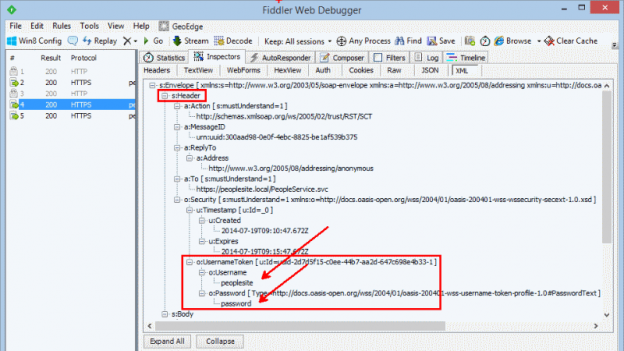 Fiddler Web Debugger
File Edit Rules Tools View Help GeoEdge
Win8 Config Replay Go Stream Decode Keep: All sessions Any Process Find Save Browse Clear Cache
# Result Protocol
1 200 HTTP
2 200 HTTPS pe
3 200 HTTP
4 200 HTTPS pe
5 200 HTTPS pe
Statistics Inspectors AutoResponder Composer Filters Log Timeline
Headers TextView WebForms HexView Auth Cookies Raw JSON XML
s:Envelope [ xmlns:s=http://www.w3.org/2003/05/soap-envelope xmlns:a=http://www.w3.org/2005/08/addressing xmlns:u=http://docs.oas
s:Header
a:Action [ s:mustUnderstand=1 ]
http://schemas.xmlsoap.org/ws/2005/02/trust/RST/SCT
a:MessageID
urn:uuid:300aad98-0e0f-4ebc-8825-be1af539b375
a:ReplyTo
a:Address
http://www.w3.org/2005/08/addressing/anonymous
a:To [ s:mustUnderstand=1 ]
https://peoplesite.local/PeopleService.svc
o:Security [ s:mustUnderstand=1 xmlns:o=http://docs.oasis-open.org/wss/2004/01/oasis-200401-wss-wssecurity-secext-1.0.xsd ]
u:Timestamp [ u:Id=_0 ]
u:Created
2014-07-19T09:10:47.672Z
u:Expires
2014-07-19T09:15:47.672Z
o:UsernameToken [ u:Id=uuid-2d7d5f15-c0ee-44b7-aa2d-647c698e4b33-1 ]
o:Username
peoplesite
o:Password [ Type=http://docs.oasis-open.org/wss/2004/01/oasis-200401-wss-username-token-profile-1.0#PasswordText ]
password
s:Body
Expand All Collapse